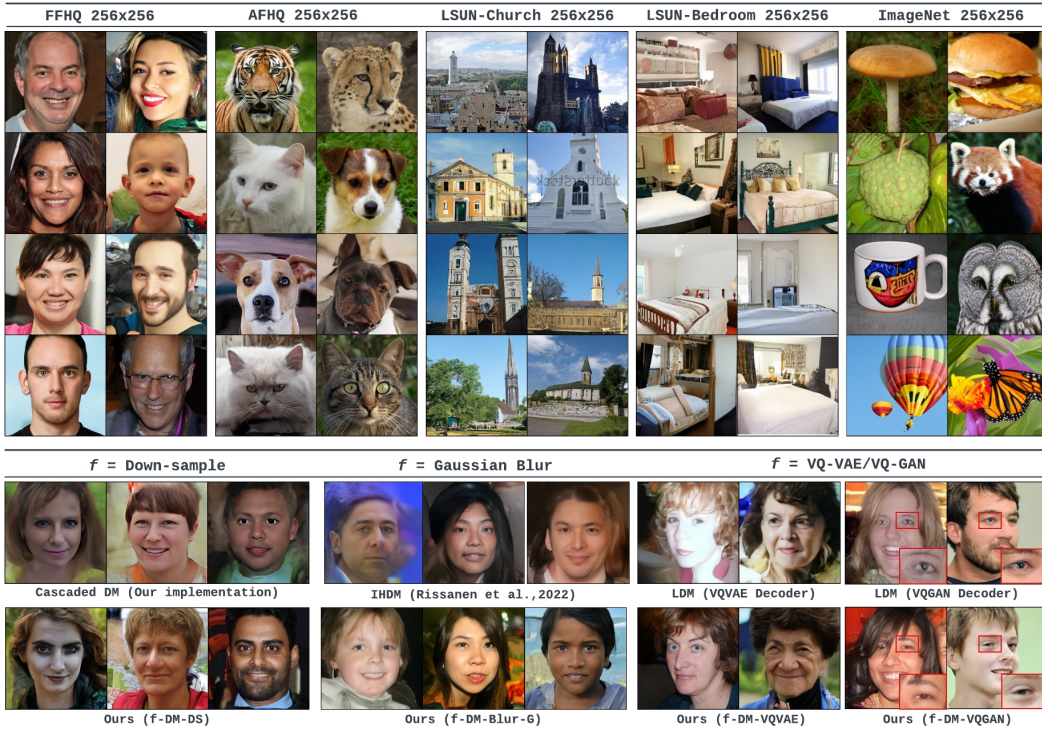 FFHQ 256x256
AFHQ 256x256
LSUN-Church 256x256
LSUN-Bedroom 256x256
ImageNet 256x256
f = Down-sample
f = Gaussian Blur
f = VQ-VAE/VQ-GAN
Cascaded DM (Our implementation)
IHDM (Rissanen et al.,2022)
LDM (VQVAE Decoder)
LDM (VQGAN Decoder)
Ours (f-DM-DS)
Ours (f-DM-Blur-G)
Ours (f-DM-VQVAE)
Ours (f-DM-VQGAN)